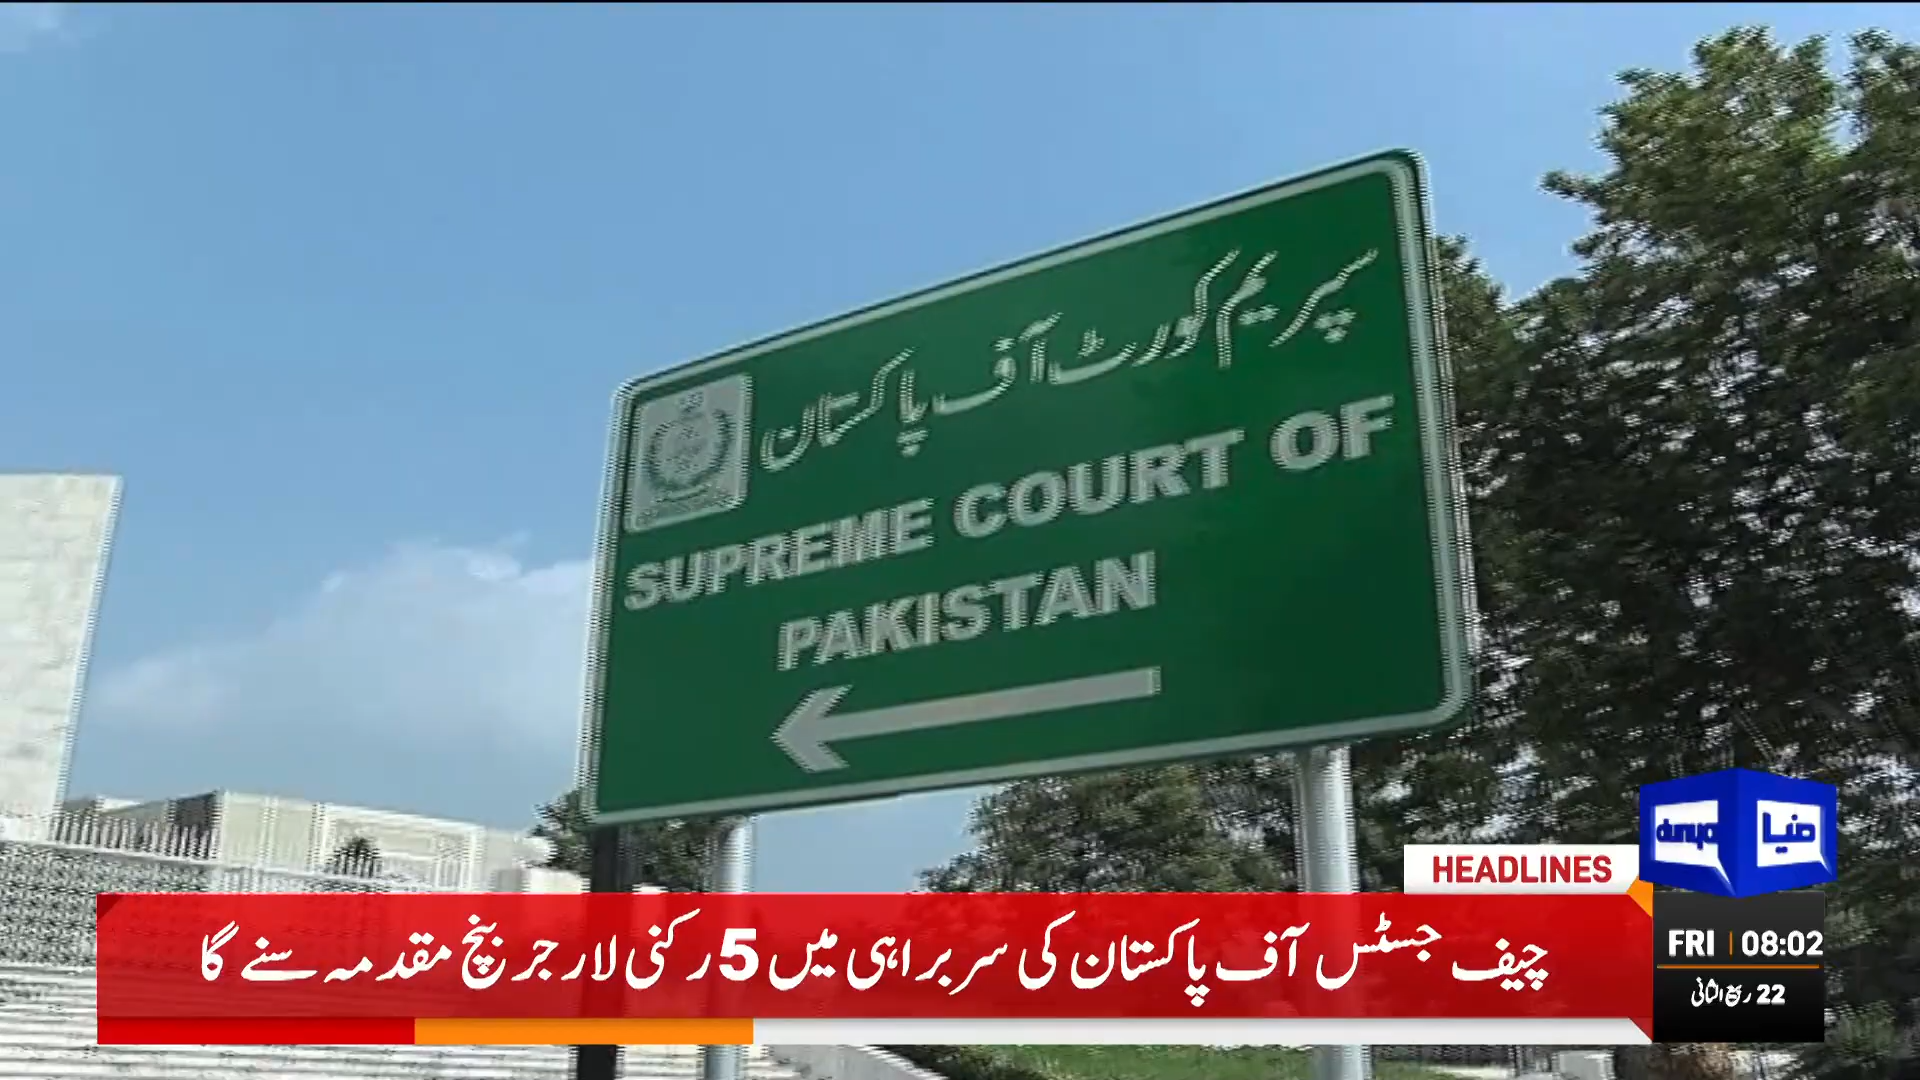 سپریم کورٹ آف پاکستان
SUPREME COURT OF
PAKISTAN
dunya
دنیا
HEADLINES
چیف جسٹس آف پاکستان کی سربراہی میں 5 رکنی لارجر بنچ مقدمہ سنے گا
FRI 08:02
22 ربیع الثانی